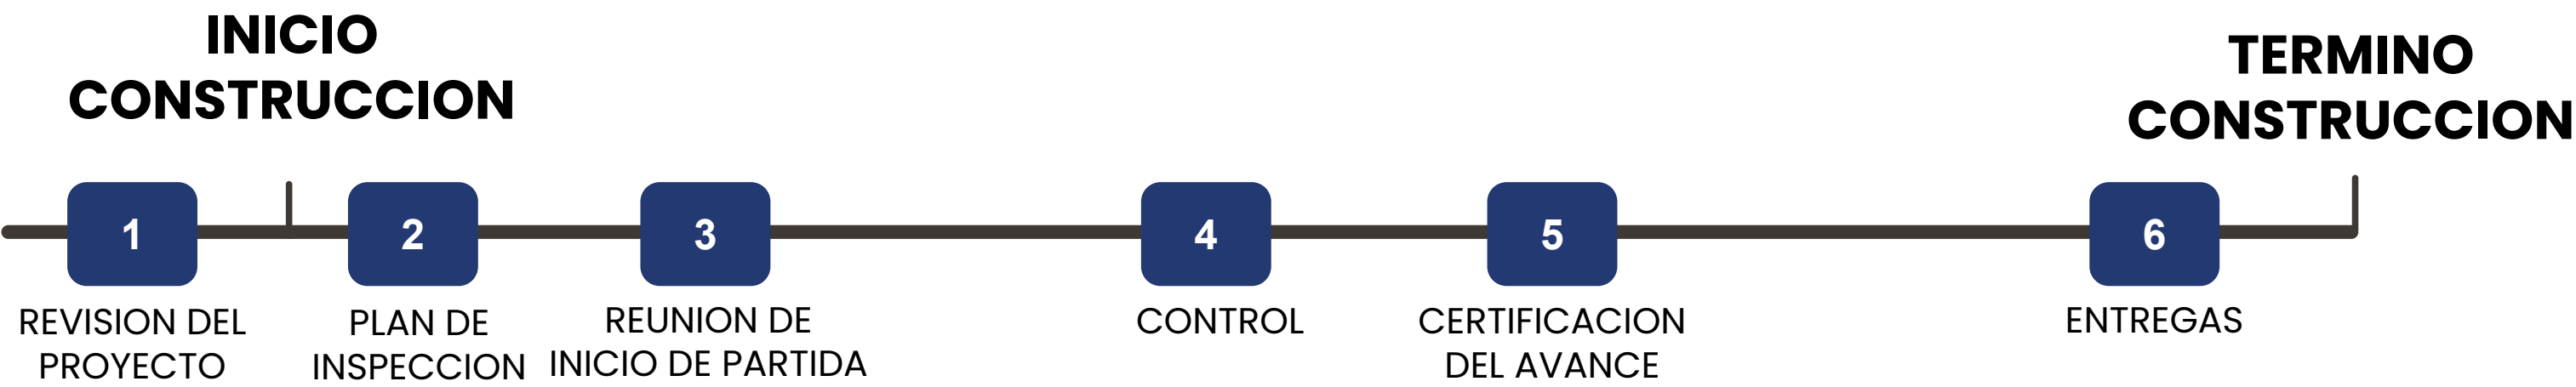 INICIO
CONSTRUCCION
TERMINO
CONSTRUCCION
1
2
3
4
5
6
REVISION DEL
PROYECTO
PLAN DE
INSPECCION
REUNION DE
INICIO DE PARTIDA
CONTROL
CERTIFICACION
DEL AVANCE
ENTREGAS